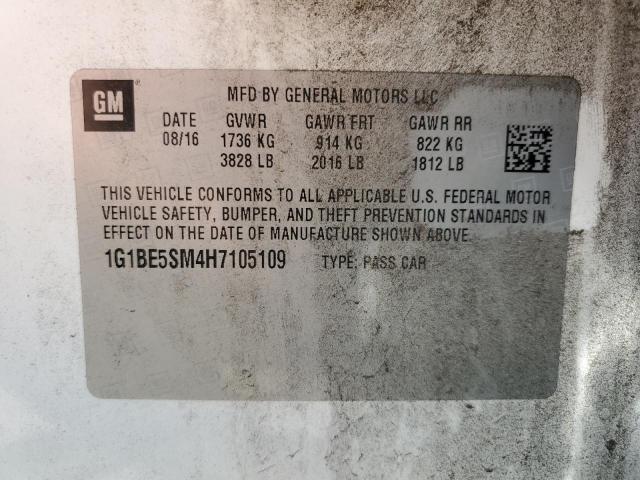 GM
MFD BY GENERAL MOTORS LLC
DATE GVWR GAWR FRT GAWR RR
08/16 1736 KG 914 KG 822 KG
3828 LB 2016 LB 1812 LB
THIS VEHICLE CONFORMS TO ALL APPLICABLE U.S. FEDERAL MOTOR
VEHICLE SAFETY, BUMPER, AND THEFT PREVENTION STANDARDS IN
EFFECT ON THE DATE OF MANUFACTURE SHOWN ABOVE.
1G1BE5SM4H7105109 TYPE: PASS CAR